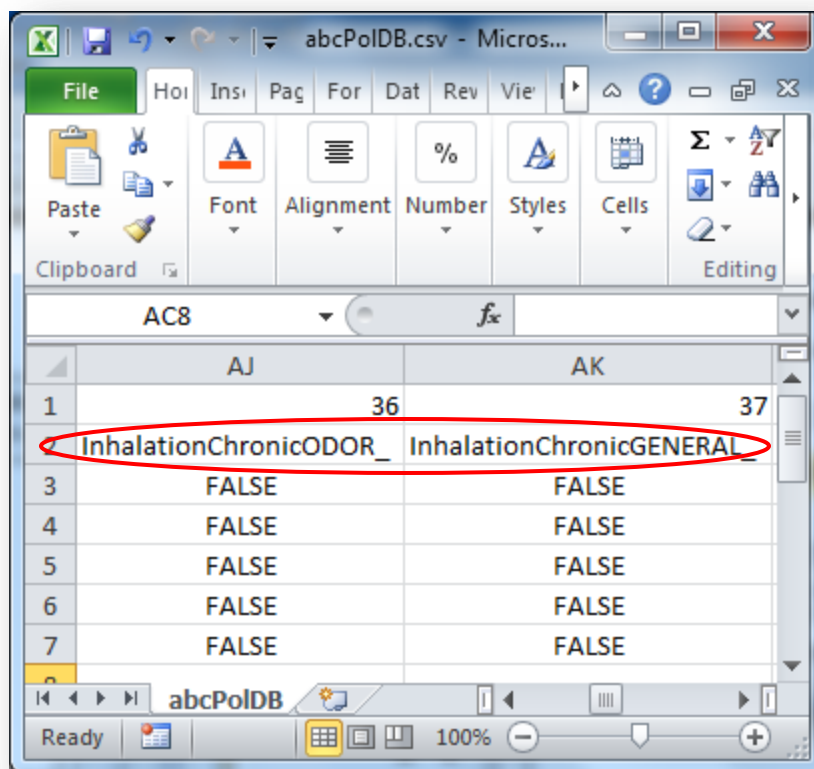 abcPolDB.csv - Micros...
File Hoı Insı Pag For Dat Rev Vie
Paste Font Alignment Number Styles Cells
Clipboard Editing
AC8 fx
AJ AK
1 36 37
2 InhalationChronicODOR_ InhalationChronicGENERAL_
3 FALSE FALSE
4 FALSE FALSE
5 FALSE FALSE
6 FALSE FALSE
7 FALSE FALSE
abcPolDB
Ready 100%